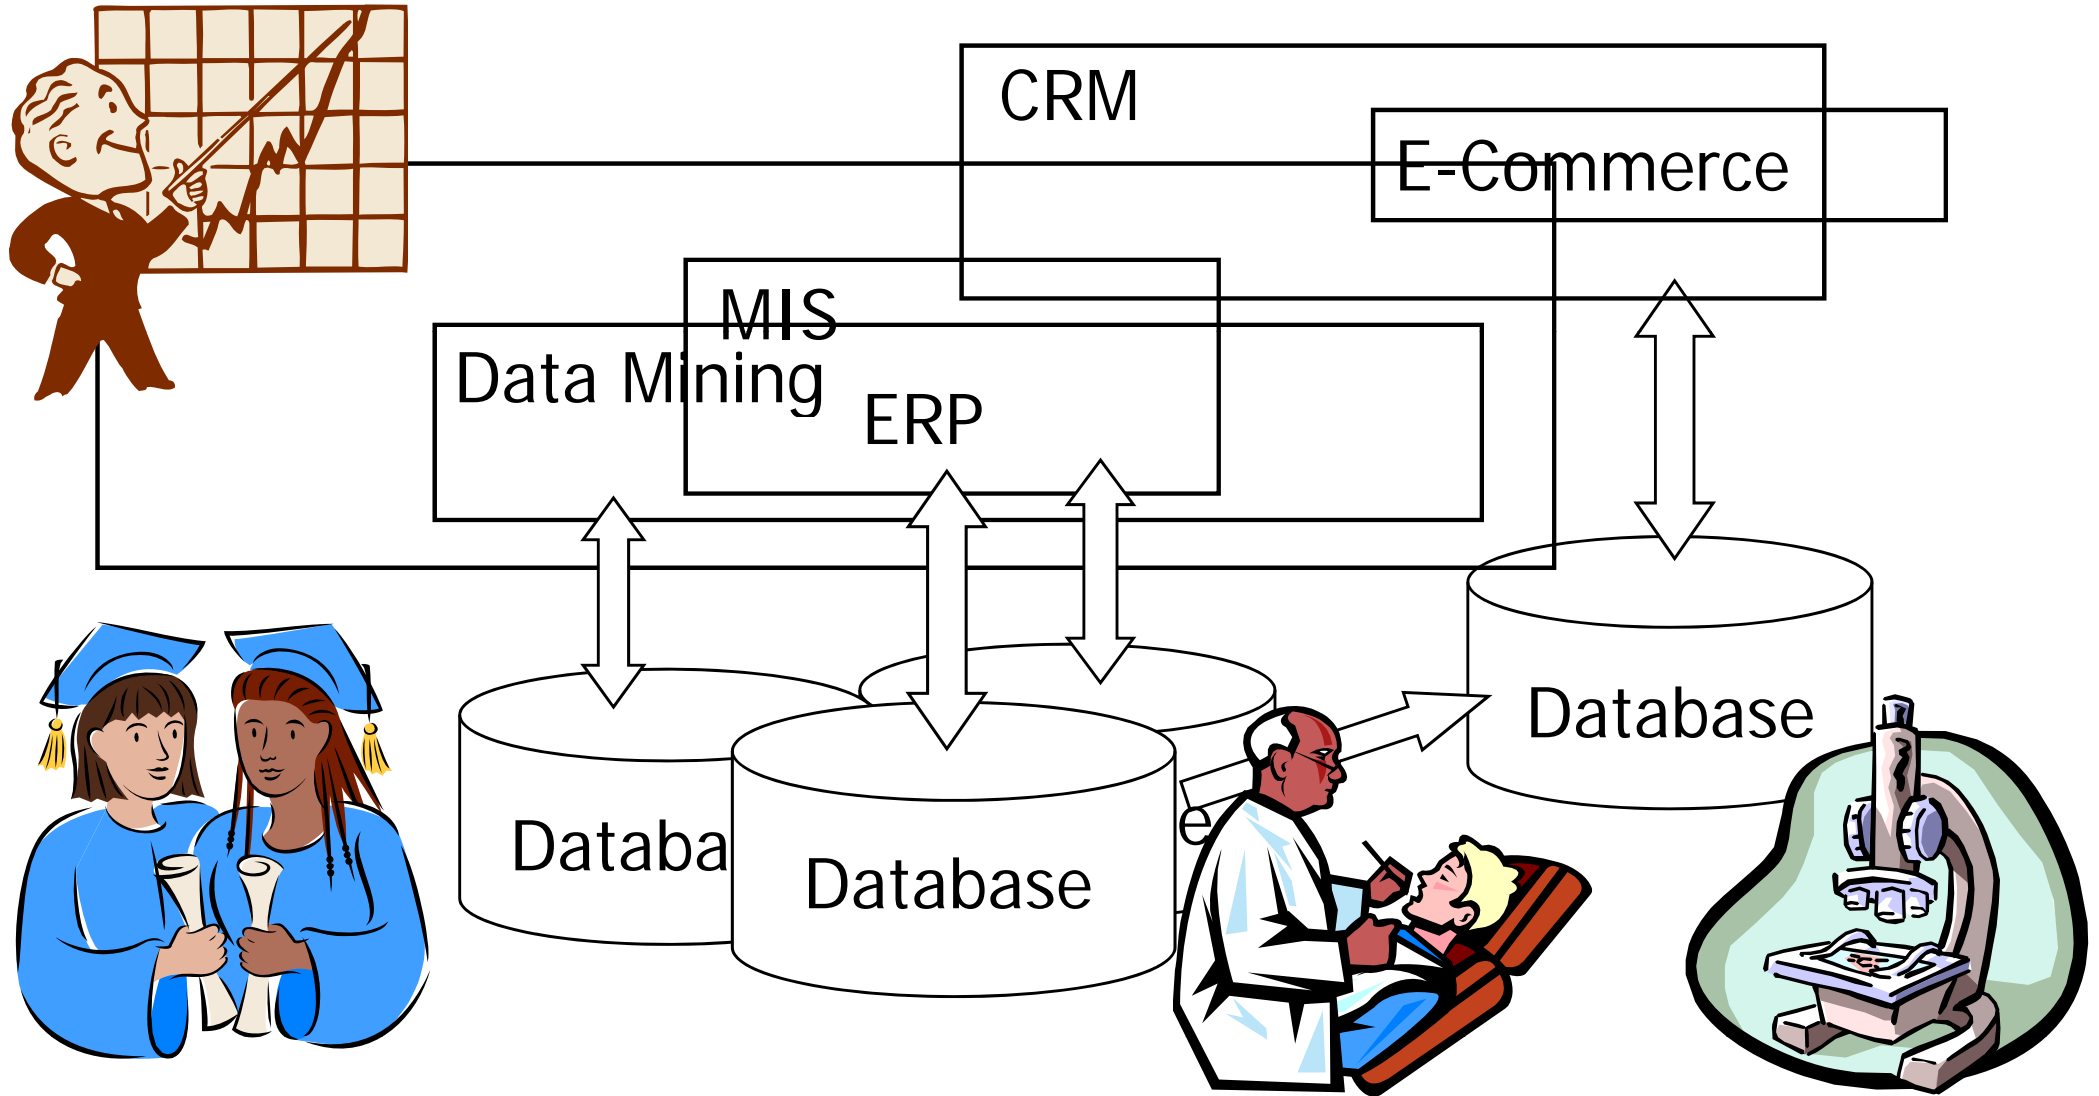 CRM
E-Commerce
MIS
Data Mining
ERP
Database
Databa
e
Database